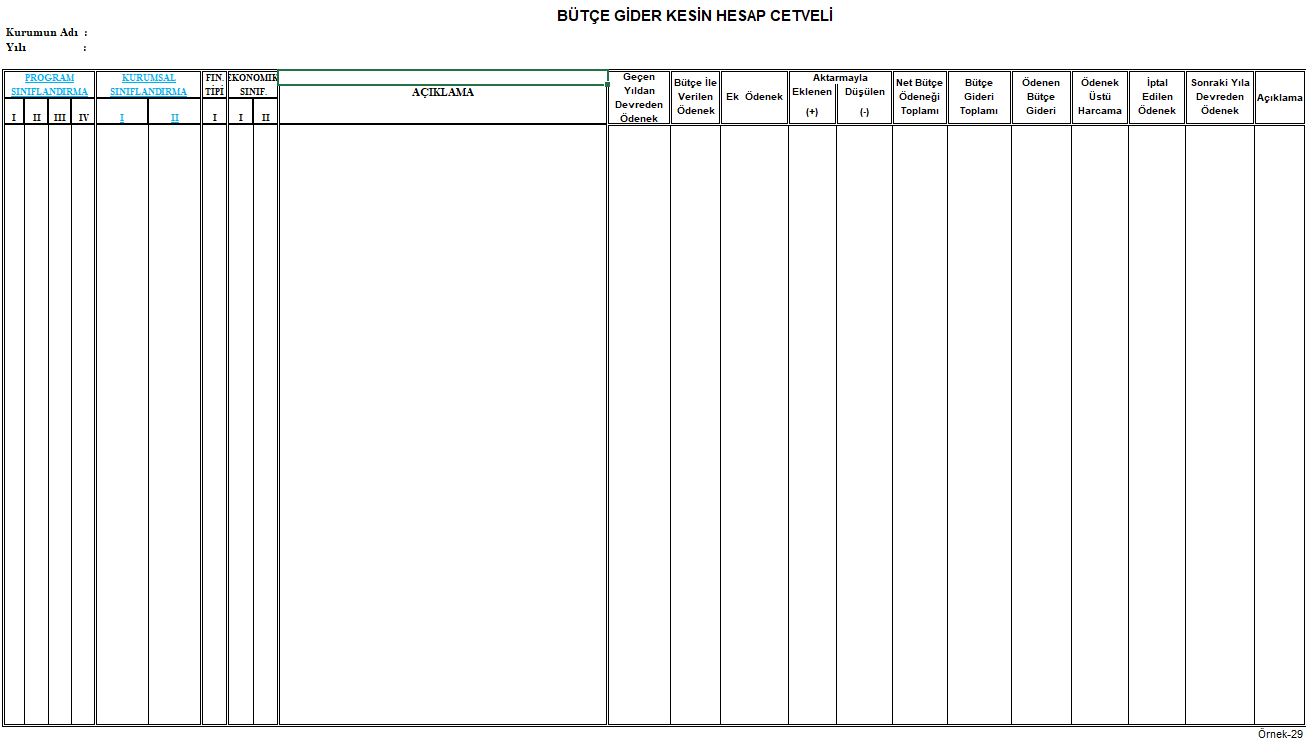 BÜTÇE GİDER KESİN HESAP CETVELİ
Kurumun Adı :
Yılı :
PROGRAM SINIFLANDIRMA
KURUMSAL SINIFLANDIRMA
FIN. TİPİ
EKONOMIK SINIF.
AÇIKLAMA
Geçen Yıldan Devreden Ödenek
Bütçe İle Verilen Ödenek
Ek Ödenek
Aktarmayla
Eklenen (+)
Düşülen (-)
Net Bütçe Ödeneği Toplamı
Bütçe Gideri Toplamı
Ödenen Bütçe Gideri
Ödenek Üstü Harcama
İptal Edilen Ödenek
Sonraki Yıla Devreden Ödenek
Açıklama
I II III IV I II I I II
Örnek-29